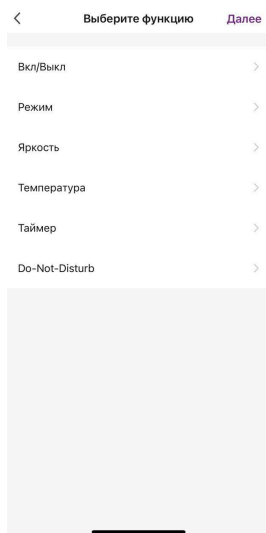 Выберите функцию
Далее
Вкл/Выкл
Режим
Яркость
Температура
Таймер
Do-Not-Disturb